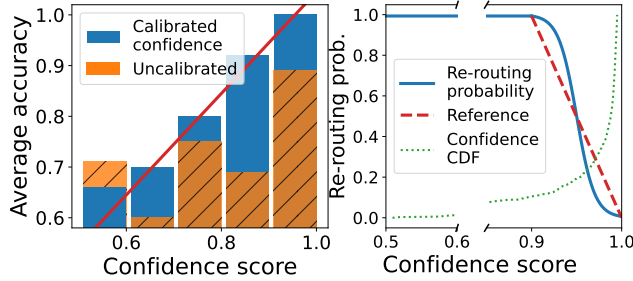 Average accuracy
1.0
0.9
0.8
0.7
0.6
Calibrated
confidence
Uncalibrated
0.6
0.8
1.0
Confidence score
Re-routing prob.
1.0
0.8
0.6
0.4
0.2
0.0
Re-routing
probability
Reference
Confidence
CDF
0.5
0.6
0.9
1.0
Confidence score